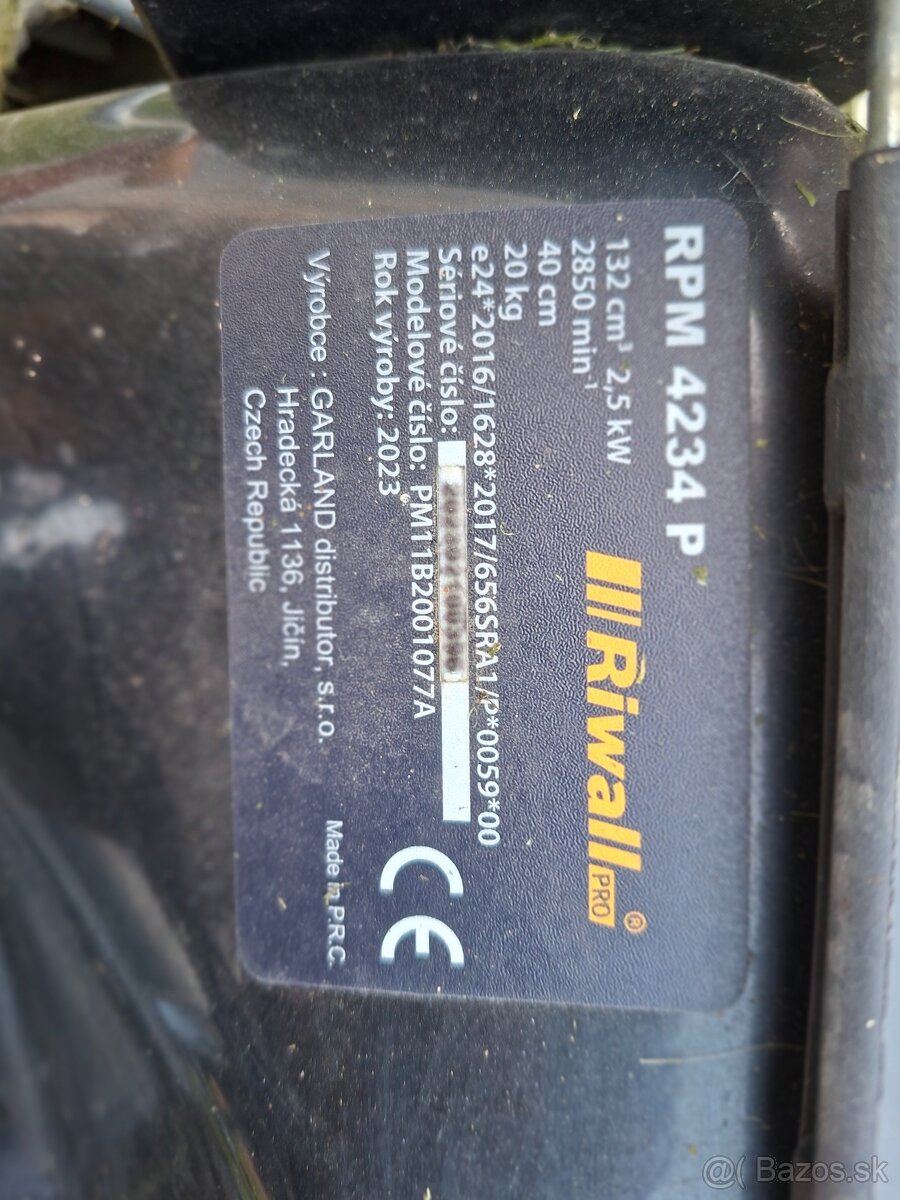 RPM 4234 P
132 cm³ 2,5 kW
2850 min⁻¹
40 cm
20 kg
Riwall PRO®
e24*2016/1628*2017/656SRA1/P*0059*00
Sériové číslo:
Modelové číslo: PM11B2001077A
Rok výroby: 2023
CE
Výrobce : GARLAND distributor, s.r.o.
Hradecká 1136, Jičín,
Czech Republic
Made in P.R.C.
@( Bazos.sk